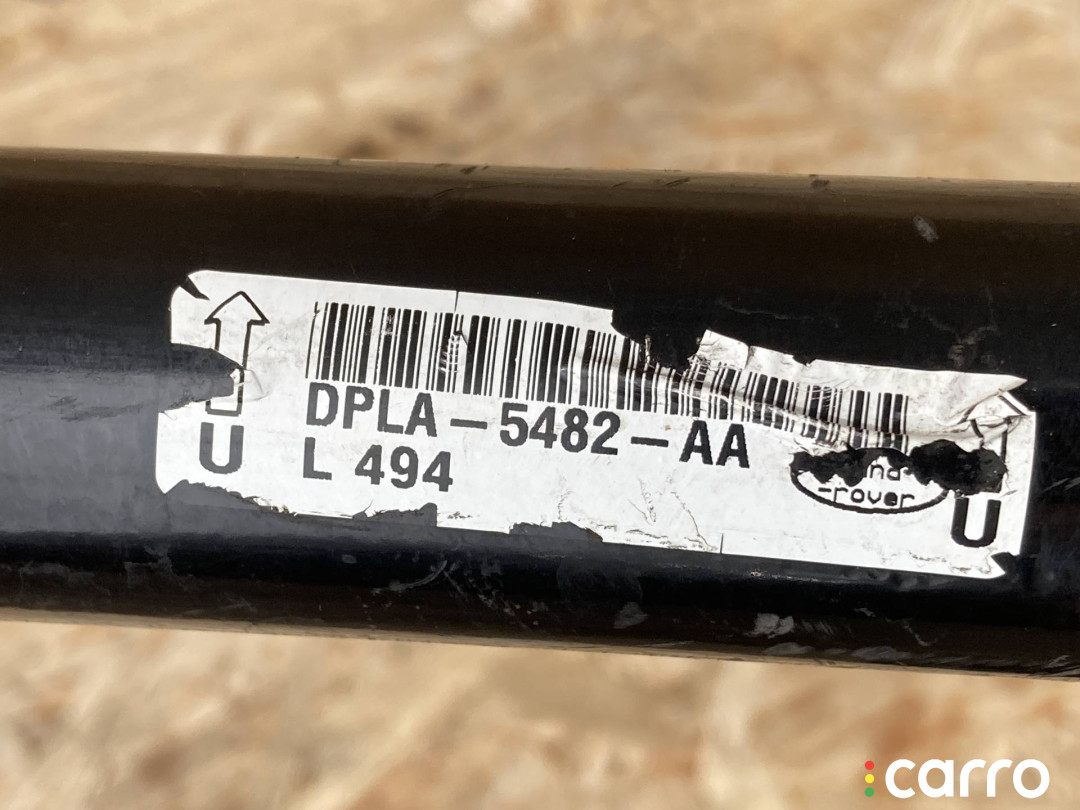 DPLA-5482-AA
L 494
U
-rover
U
carro